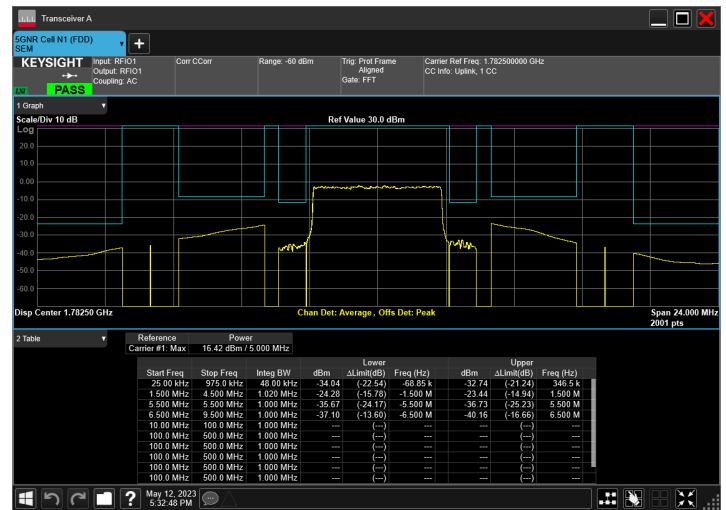 Transceiver A
5GNR Cell N1 (FDD)
SEM
KEYSIGHT
LXI
PASS
Input: RFIO1
Output: RFIO1
Coupling: AC
Corr CCorr
Range: -60 dBm
Trig: Prot Frame
Aligned
Gate: FFT
Carrier Ref Freq: 1.782500000 GHz
CC Info: Uplink, 1 CC
1 Graph
Scale/Div 10 dB
Ref Value 30.0 dBm
Log
20.0
10.0
0.00
-10.0
-20.0
-30.0
-40.0
-50.0
-60.0
Disp Center 1.78250 GHz
Chan Det: Average, Offs Det: Peak
Span 24.000 MHz
2001 pts
2 Table
Reference Power
Carrier #1: Max 16.42 dBm / 5.000 MHz
Lower Upper
Start Freq Stop Freq Integ BW dBm ΔLimit(dB) Freq (Hz) dBm ΔLimit(dB) Freq (Hz)
25.00 kHz 975.0 kHz 48.00 kHz -34.04 (-22.54) -68.85 k -32.74 (-21.24) 346.5 k
1.500 MHz 4.500 MHz 1.020 MHz -24.28 (-15.78) -1.500 M -23.44 (-14.94) 1.500 M
5.500 MHz 5.500 MHz 1.000 MHz -35.67 (-24.17) -5.500 M -36.73 (-25.23) 5.500 M
6.500 MHz 9.500 MHz 1.000 MHz -37.10 (-13.60) -6.500 M -40.16 (-16.66) 6.500 M
10.00 MHz 100.0 MHz 1.000 MHz --- (---) --- --- (---) ---
100.0 MHz 500.0 MHz 1.000 MHz --- (---) --- --- (---) ---
100.0 MHz 500.0 MHz 1.000 MHz --- (---) --- --- (---) ---
100.0 MHz 500.0 MHz 1.000 MHz --- (---) --- --- (---) ---
100.0 MHz 500.0 MHz 1.000 MHz --- (---) --- --- (---) ---
100.0 MHz 500.0 MHz 1.000 MHz --- (---) --- --- (---) ---
?
May 12, 2023
5:32:48 PM